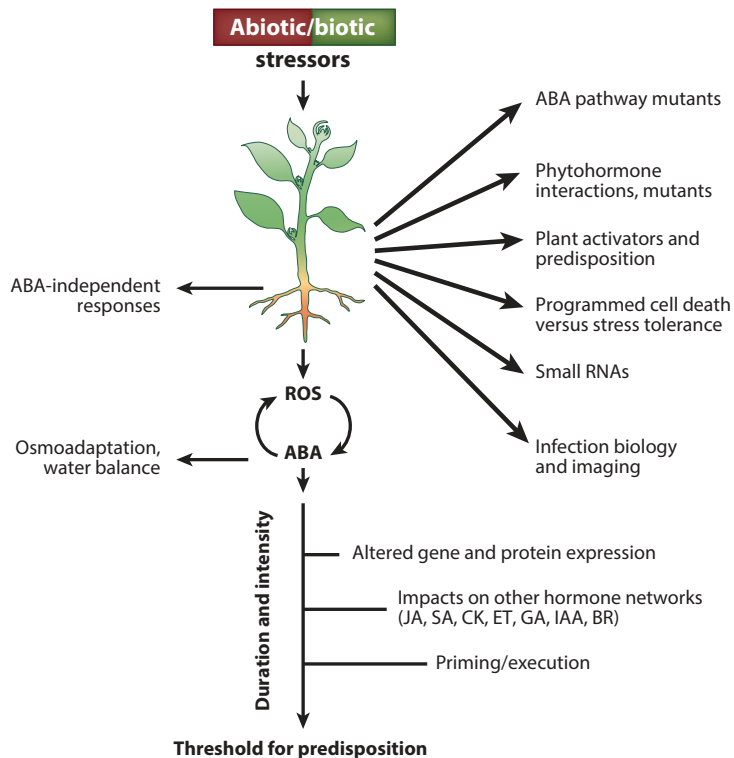 Abiotic/biotic
stressors
ABA pathway mutants
Phytohormone
interactions, mutants
Plant activators and
predisposition
ABA-independent
responses
Programmed cell death
versus stress tolerance
Small RNAs
ROS
Infection biology
and imaging
Osmoadaptation,
water balance
ABA
Duration and intensity
Altered gene and protein expression
Impacts on other hormone networks
(JA, SA, CK, ET, GA, IAA, BR)
Priming/execution
Threshold for predisposition